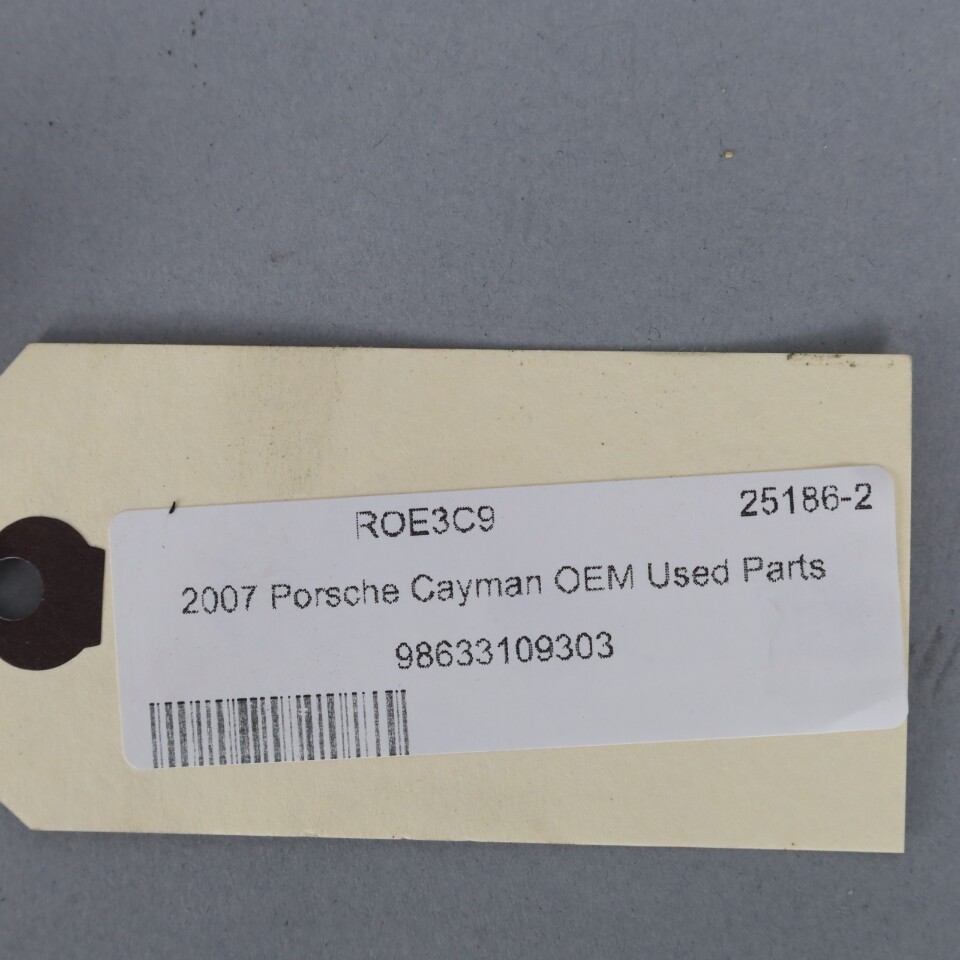 ROE3C9 25186-2
2007 Porsche Cayman OEM Used Parts
98633109303